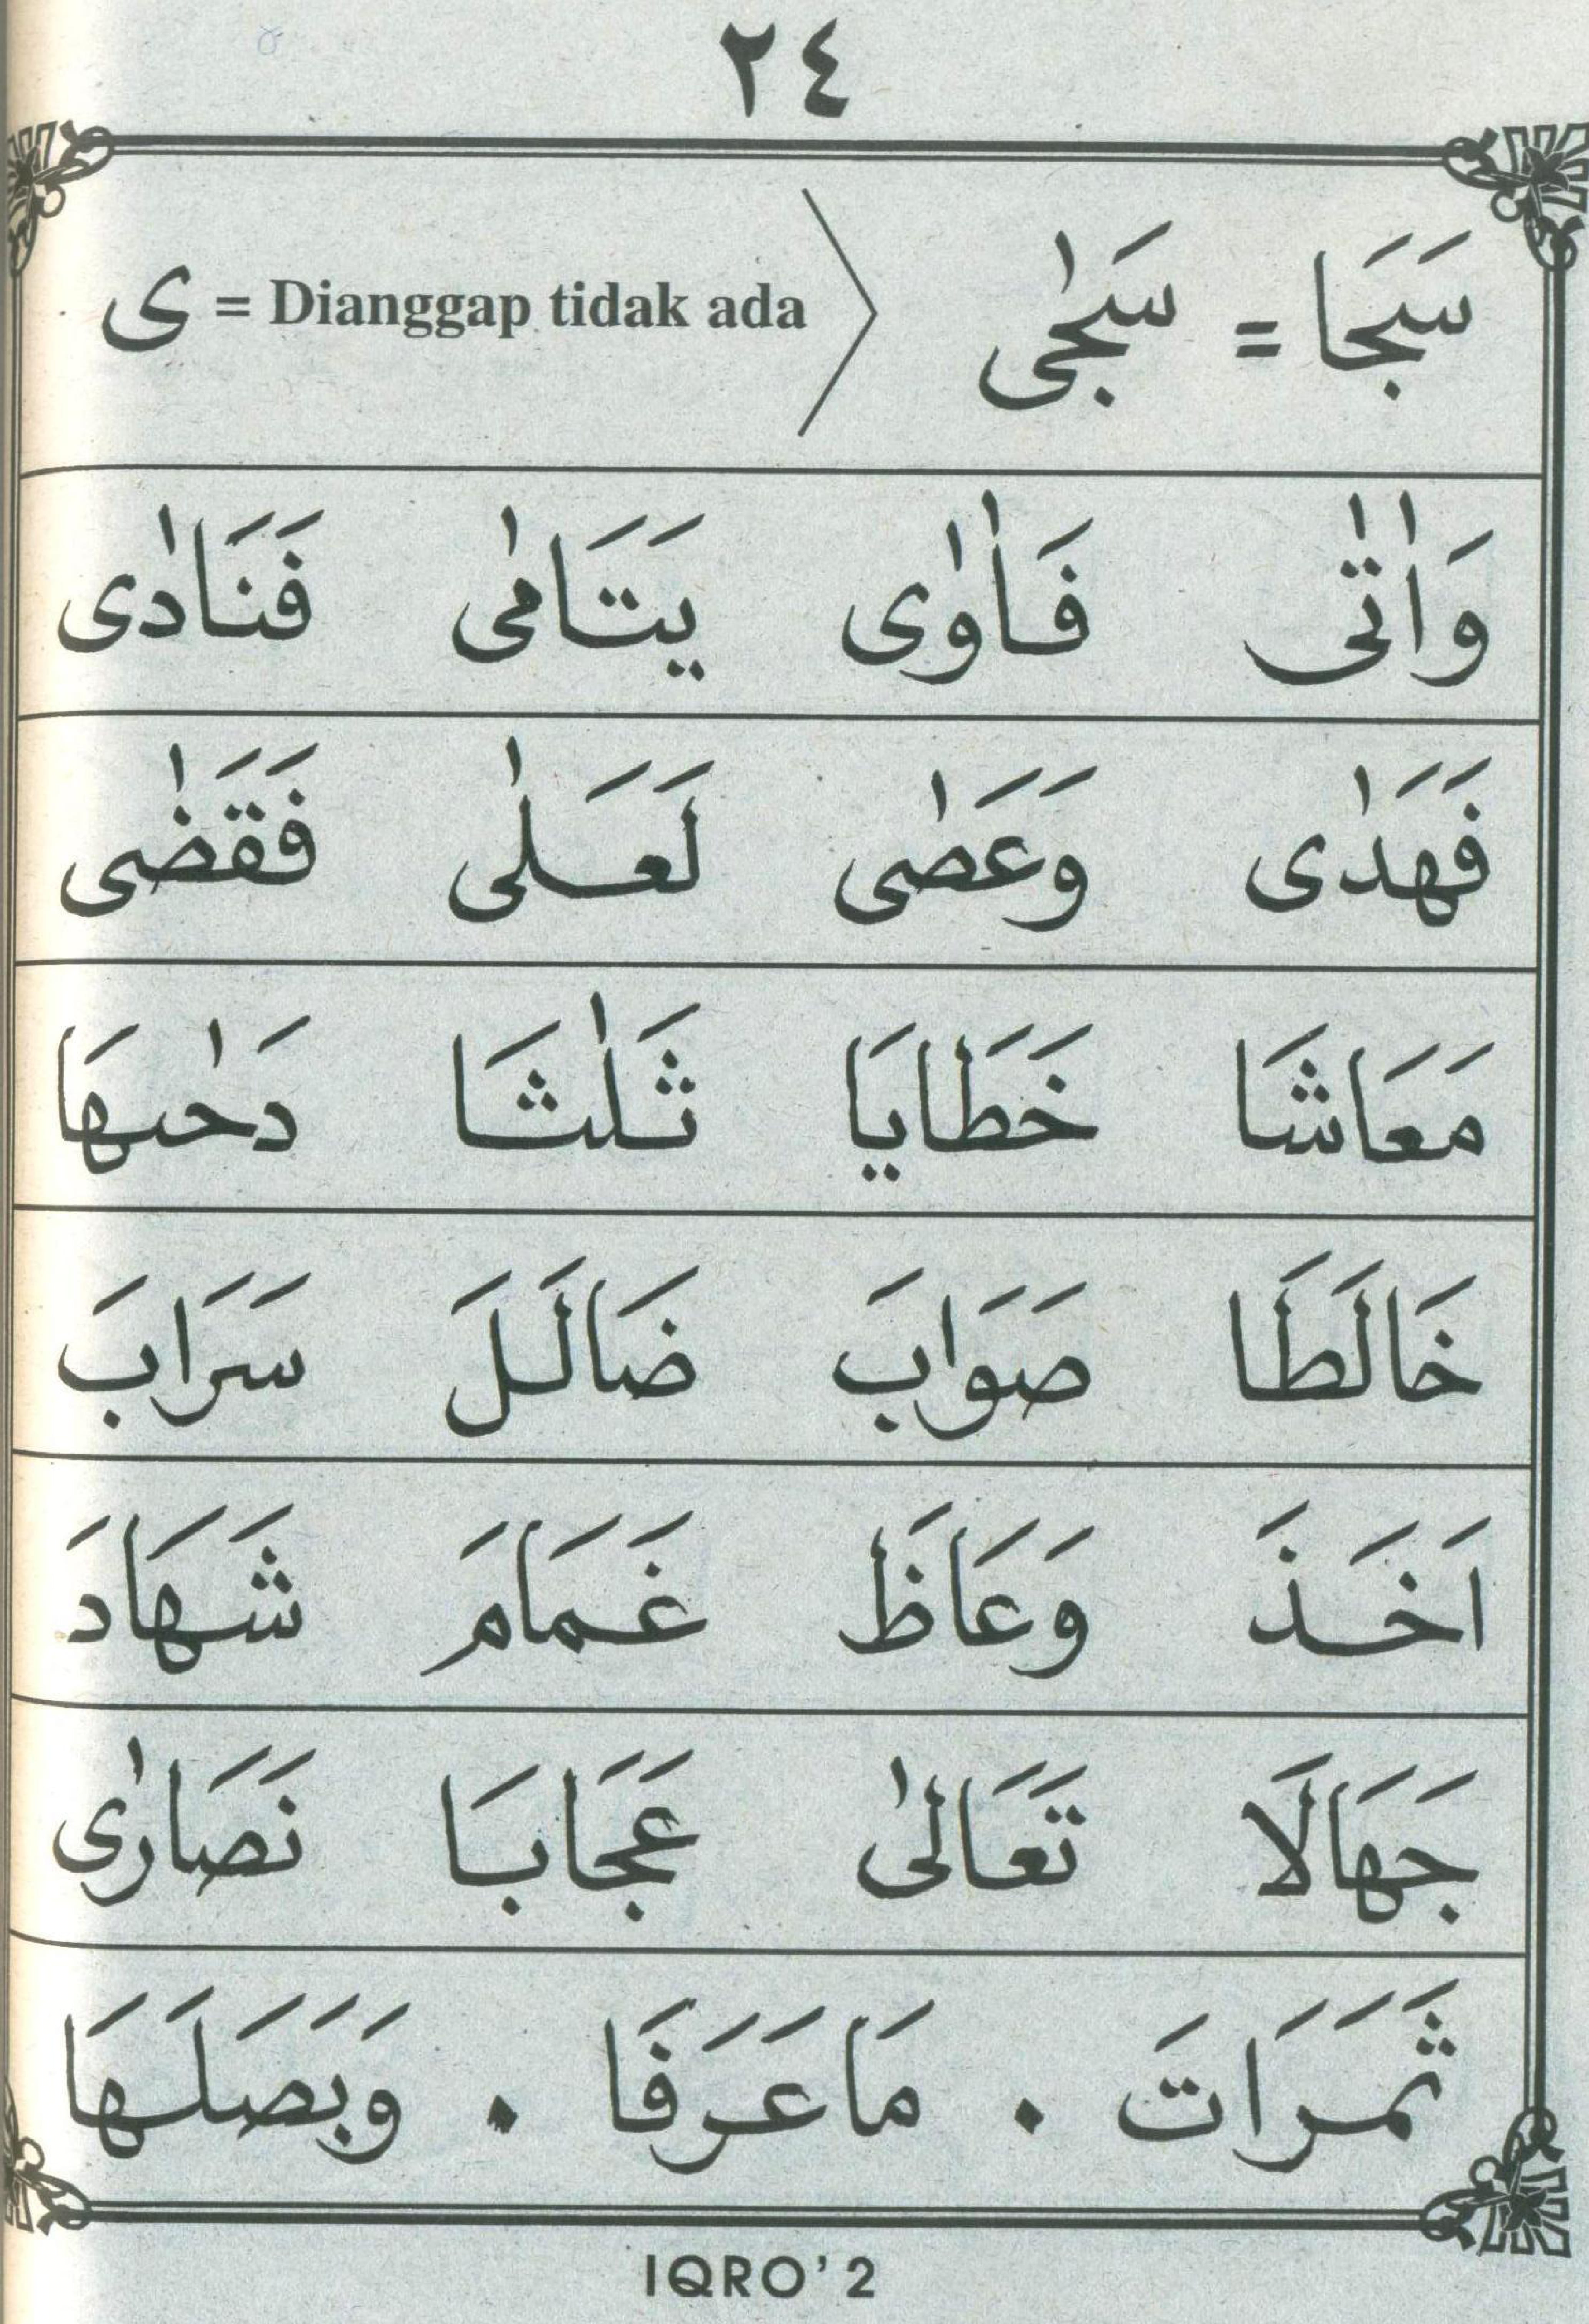 ٢٤
سَجَا = سَجٰى ی = Dianggap tidak ada
وَاٰتٰى فَاٰوٰى يَتَامٰى فَنَادٰى
فَهَدٰى وَعَصٰى لَعَلٰى فَقَضٰى
مَعَاشَا خَطَايَا ثَلٰثَا دَحٰىهَا
خَالَطَا صَوَابَ ضَالَلَ سَرَابَ
اَخَذَ وَعَاظَ غَمَامَ شَهَادَ
جَهَالَا تَعَالٰى عَجَابَا نَصَارٰى
ثَمَرَاتَ . مَاعَرَفَا . وَبَصَلَهَا
IQRO' 2